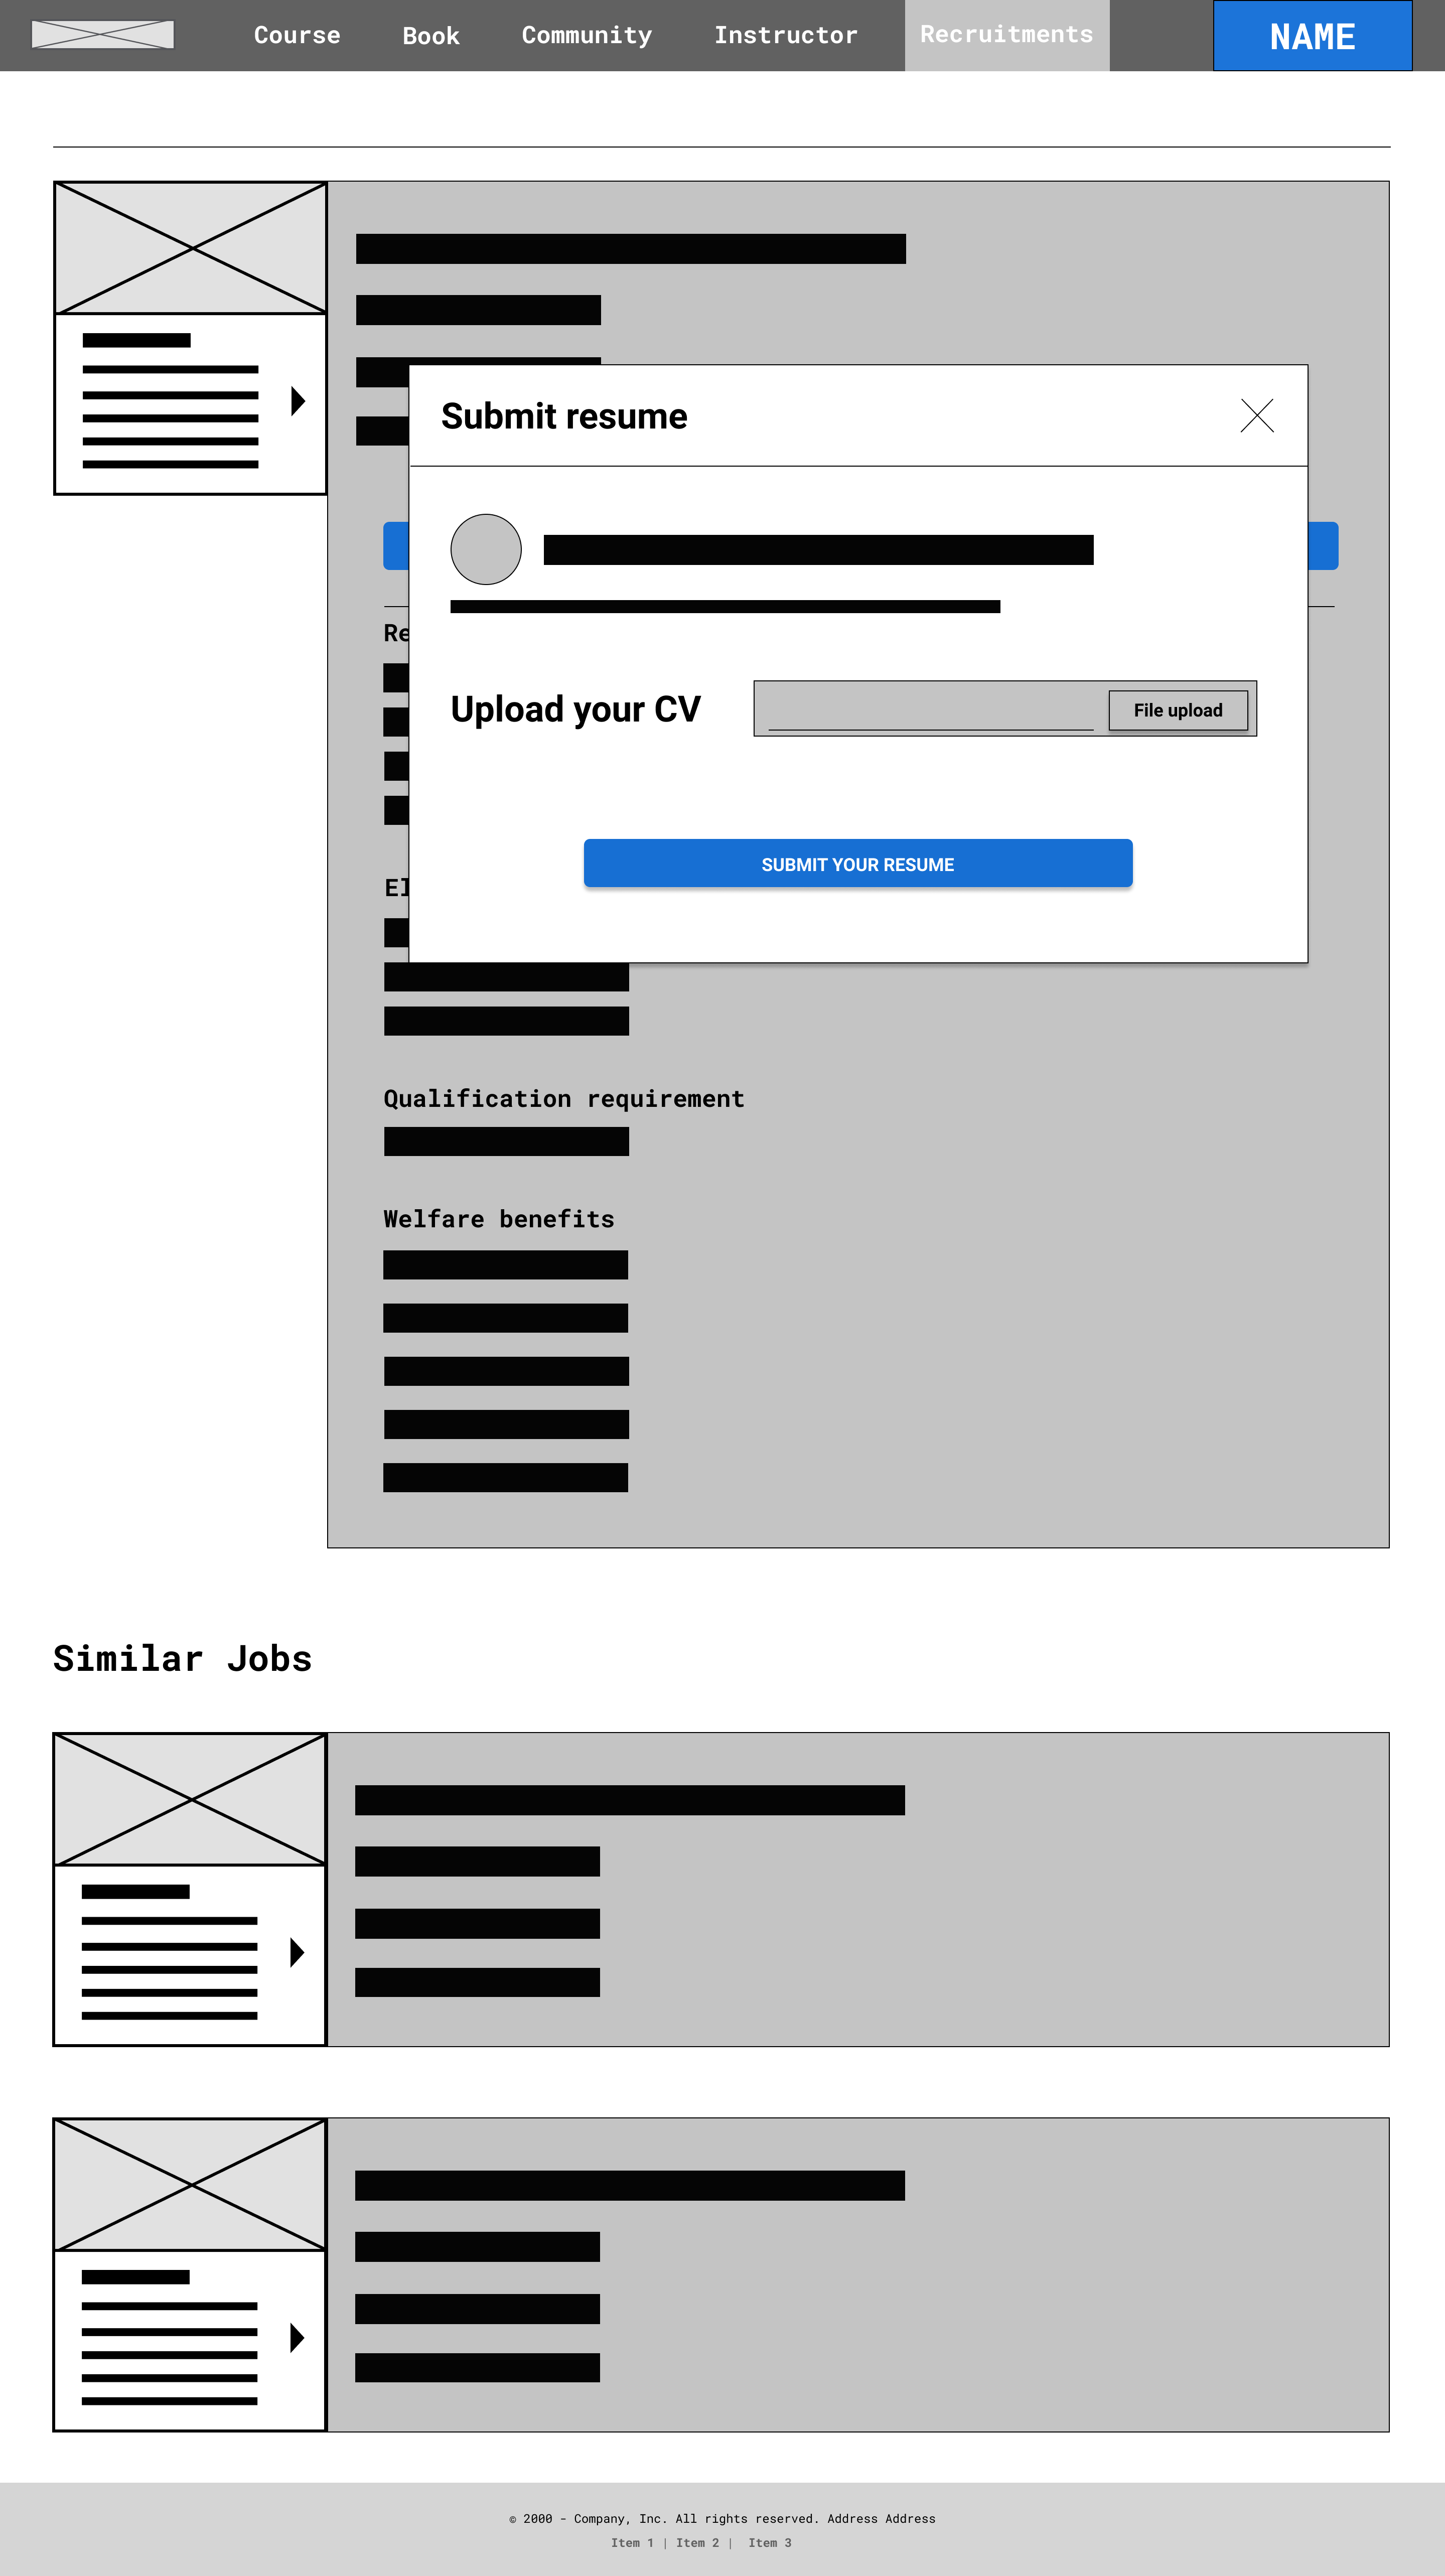 Course Book Community Instructor Recruitments NAME
Submit resume
Upload your CV File upload
SUBMIT YOUR RESUME
Qualification requirement
Welfare benefits
Similar Jobs
© 2000 - Company, Inc. All rights reserved. Address Address
Item 1 | Item 2 | Item 3